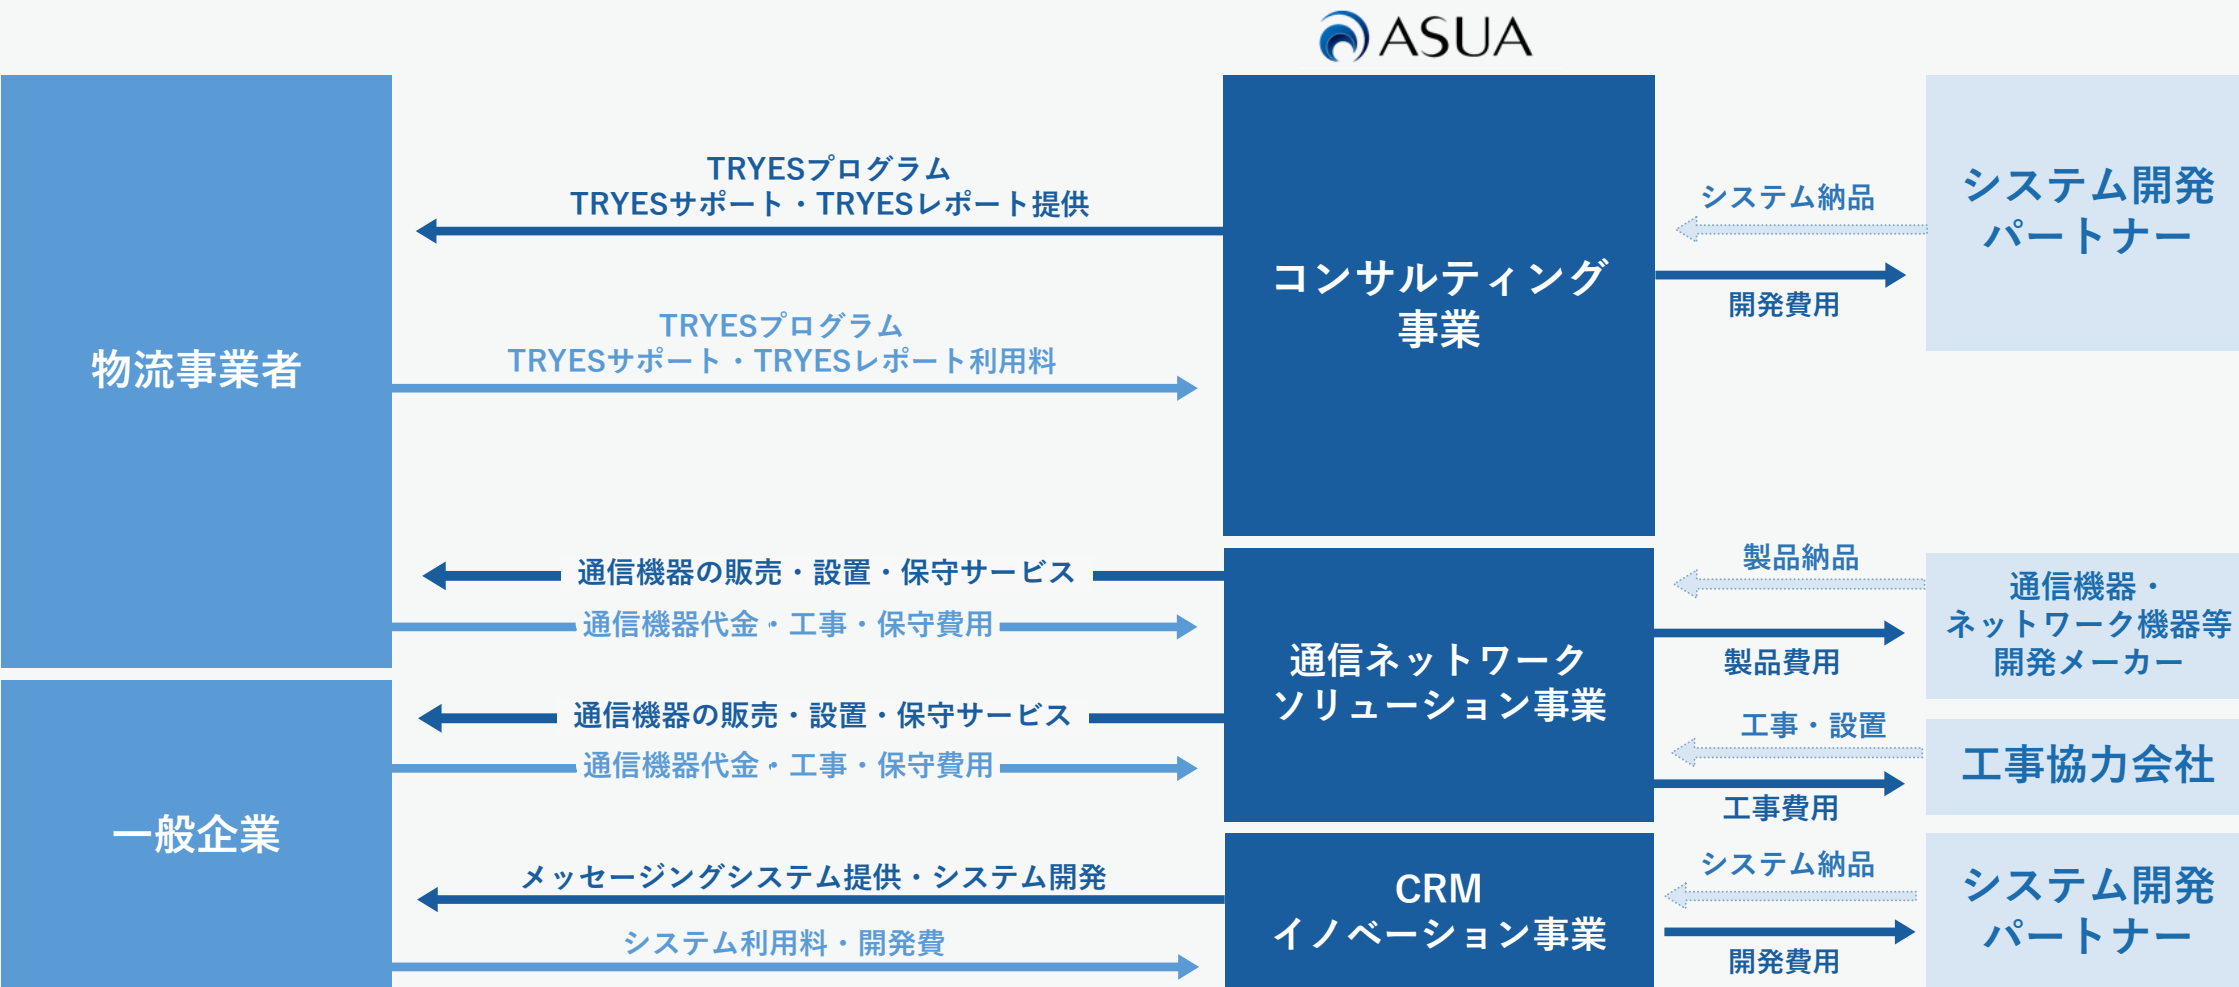 ASUA
物流事業者
TRYESプログラム
TRYESサポート・TRYESレポート提供
TRYESプログラム
TRYESサポート・TRYESレポート利用料
コンサルティング
事業
システム納品
開発費用
システム開発
パートナー
通信機器の販売・設置・保守サービス
通信機器代金・工事・保守費用
通信ネットワーク
ソリューション事業
製品納品
製品費用
通信機器・
ネットワーク機器等
開発メーカー
一般企業
通信機器の販売・設置・保守サービス
通信機器代金・工事・保守費用
工事・設置
工事費用
工事協力会社
メッセージングシステム提供・システム開発
システム利用料・開発費
CRM
イノベーション事業
システム納品
開発費用
システム開発
パートナー